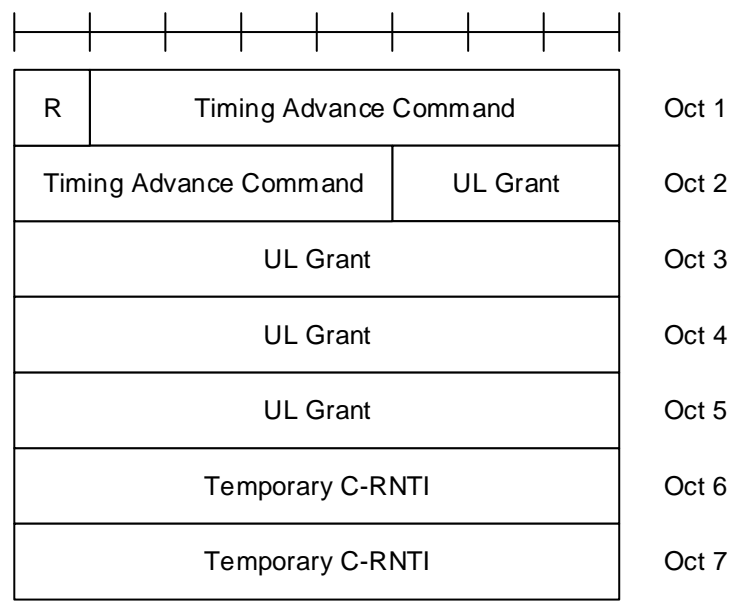 R Timing Advance Command Oct 1
Timing Advance Command UL Grant Oct 2
UL Grant Oct 3
UL Grant Oct 4
UL Grant Oct 5
Temporary C-RNTI Oct 6
Temporary C-RNTI Oct 7